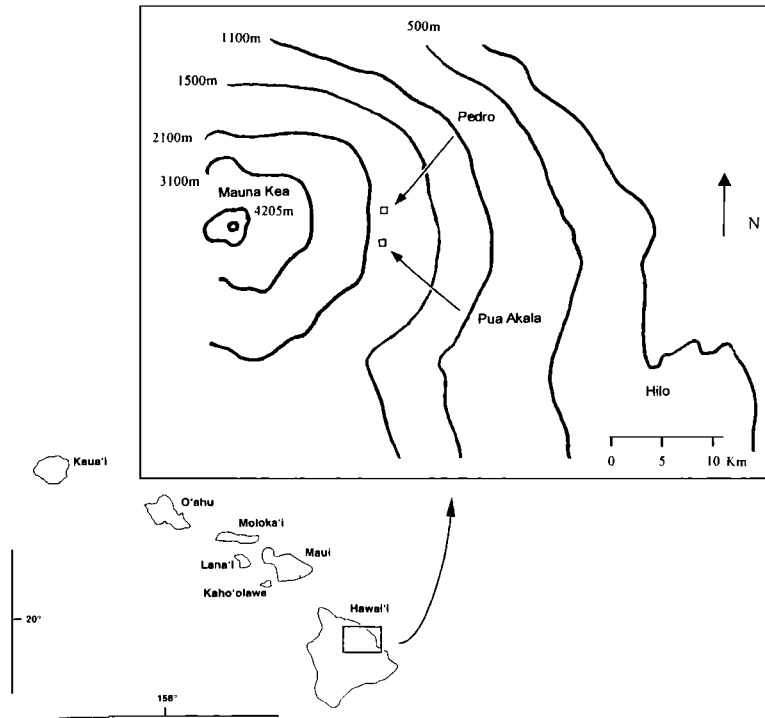 1100m
500m
1500m
Pedro
2100m
3100m
Mauna Kea
4205m
N
Pua Akala
Hilo
0 5 10 Km
Kaua'i
O'ahu
Moloka'i
Lana'i
Maui
Kaho'olawe
Hawai'i
20°
156°